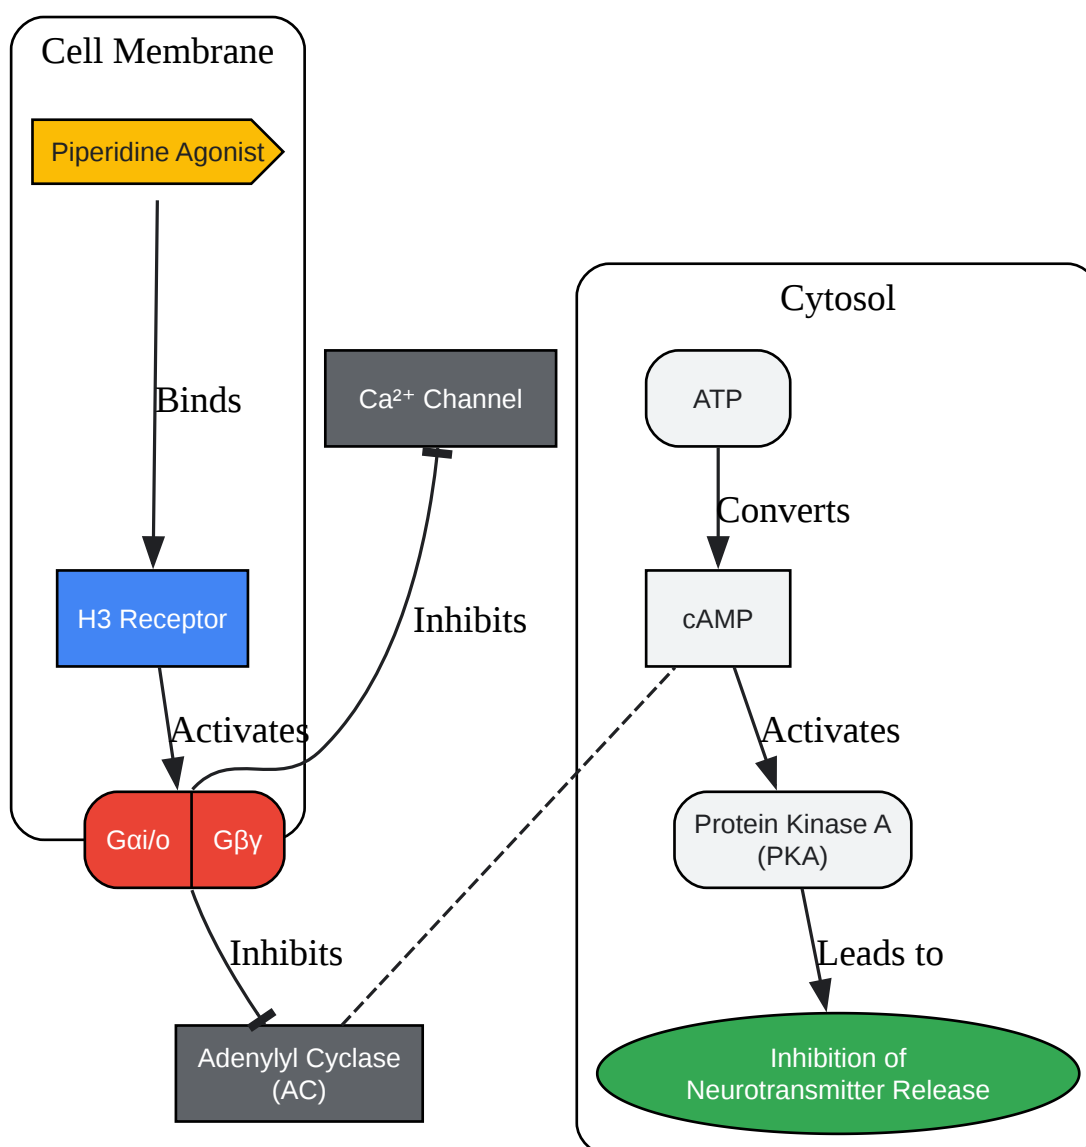 Cell Membrane
Piperidine Agonist
Binds
H3 Receptor
Activates
Gαi/o
Gβγ
Inhibits
Adenylyl Cyclase
(AC)
Ca²⁺ Channel
Inhibits
Cytosol
ATP
Converts
cAMP
Activates
Protein Kinase A
(PKA)
Leads to
Inhibition of
Neurotransmitter Release